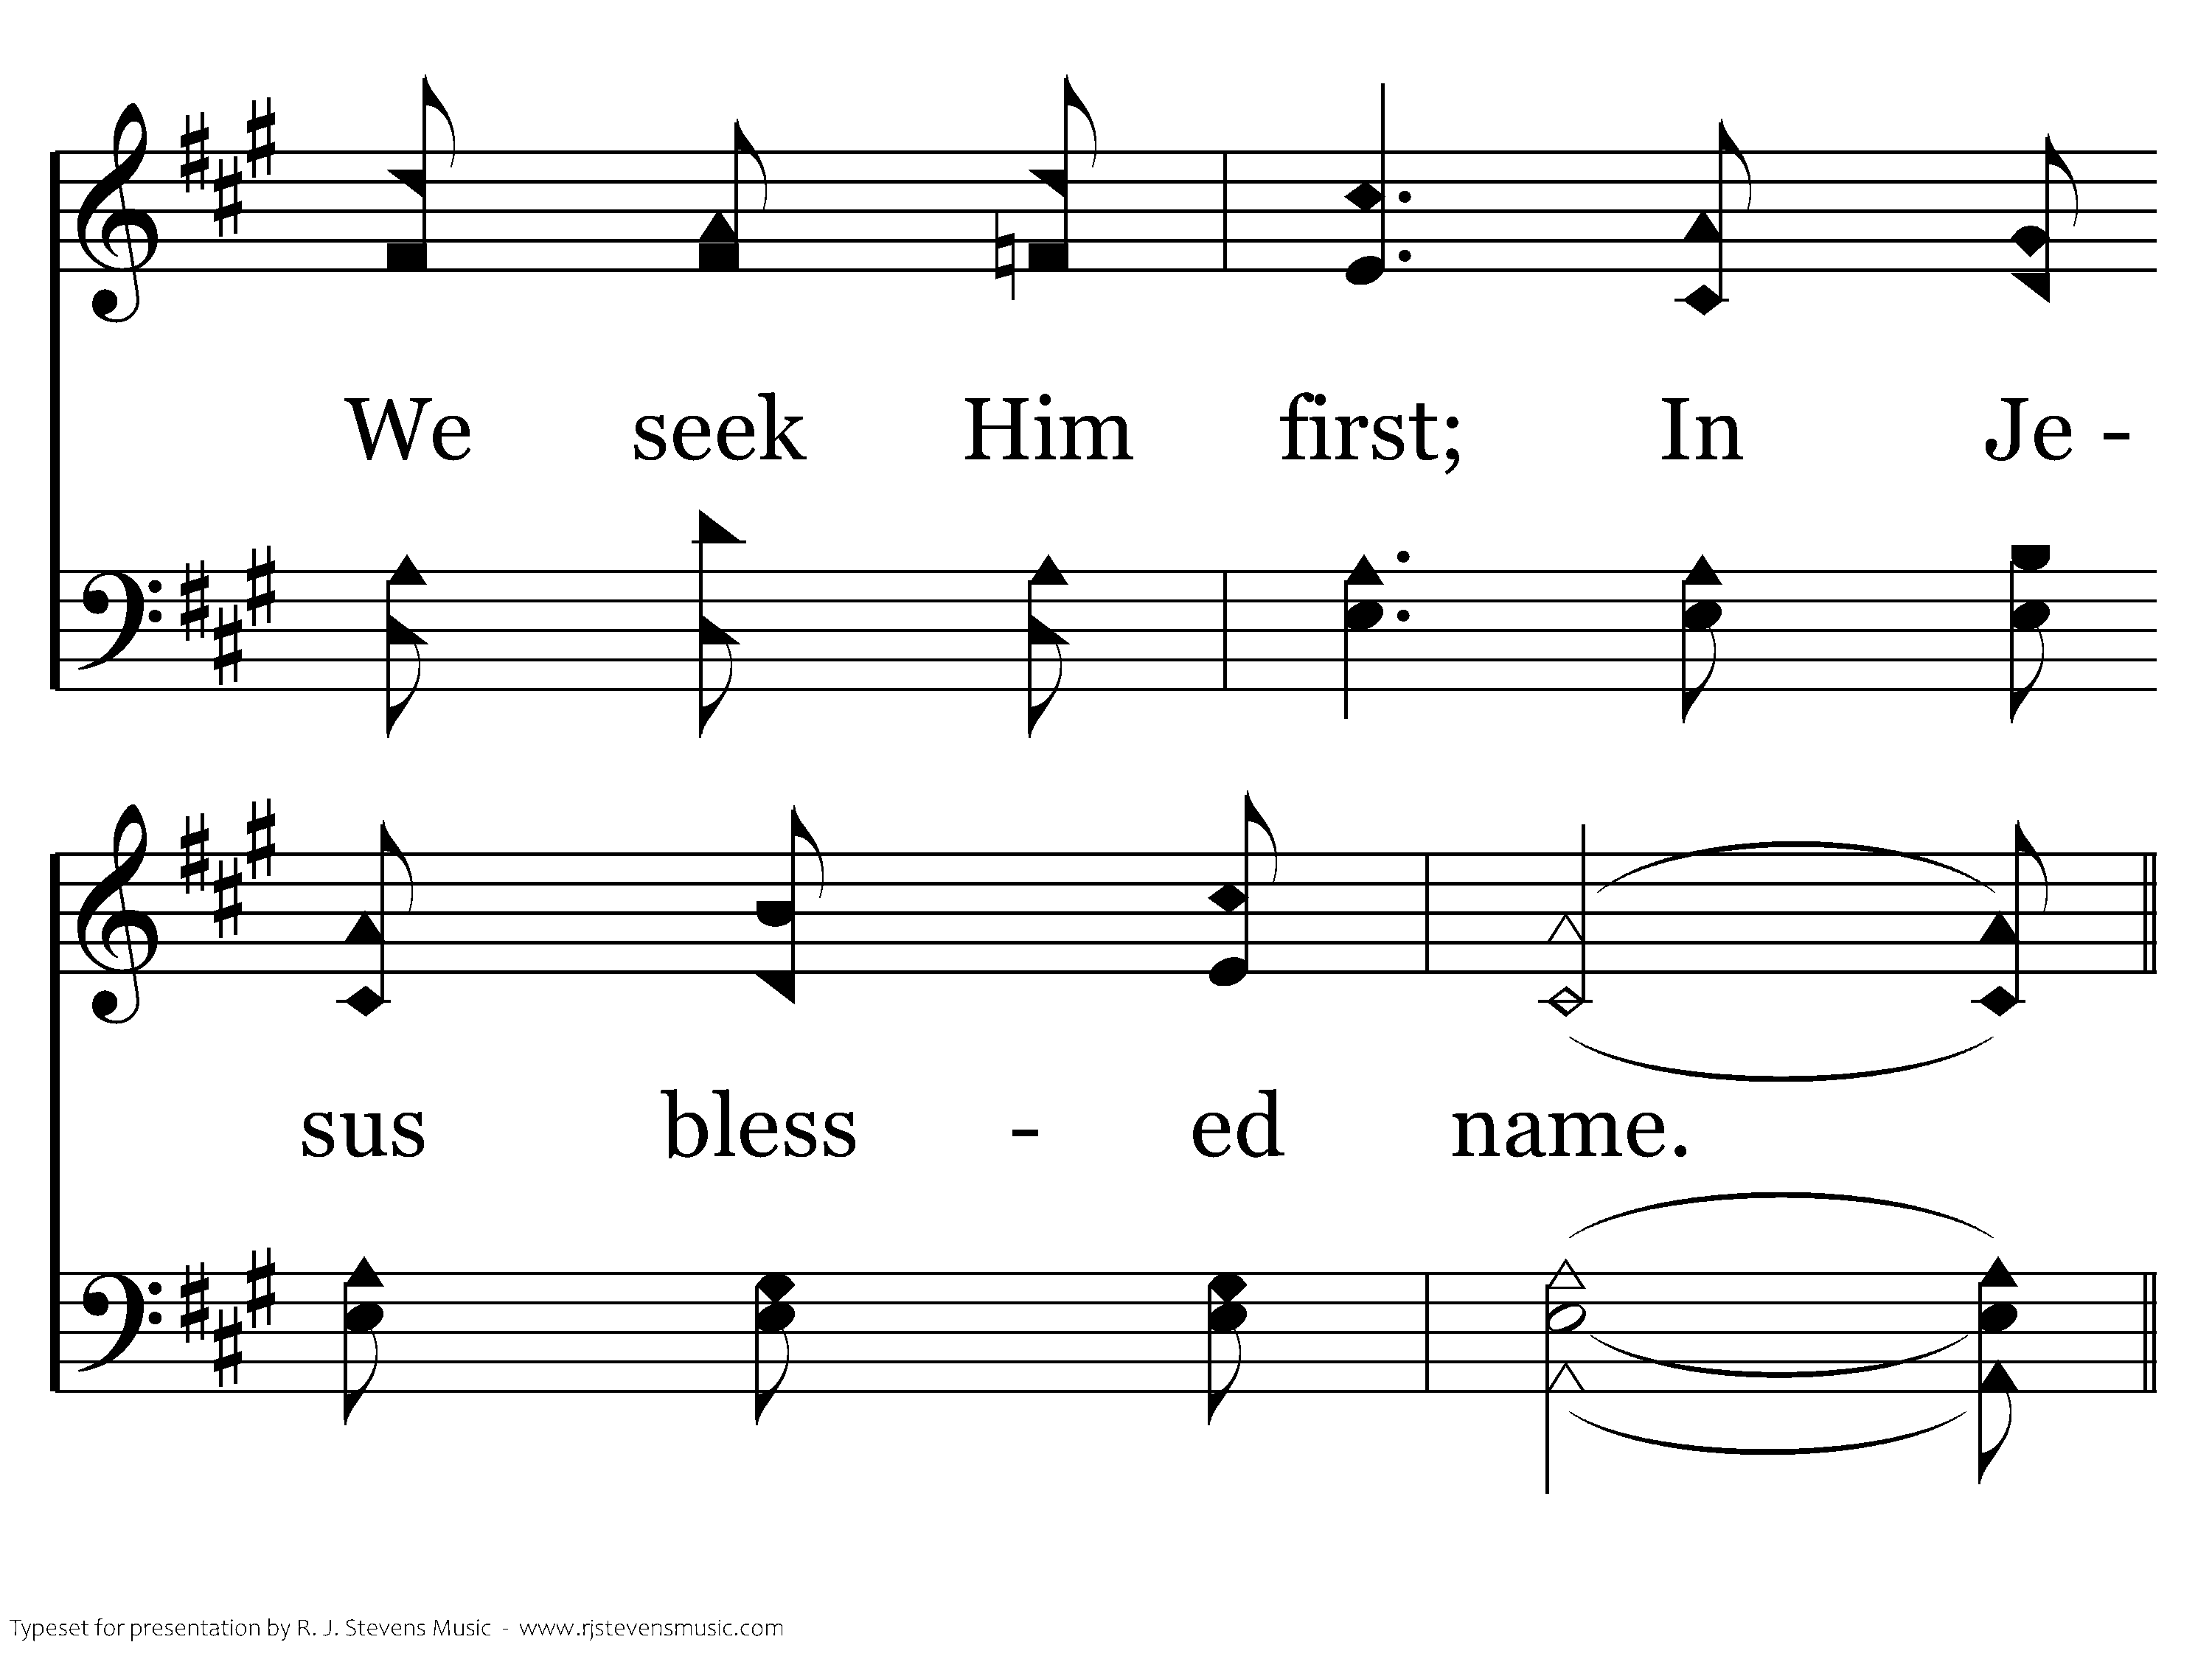 We seek Him first; In Je -
sus bless - ed name.
Typeset for presentation by R. J. Stevens Music - www.rjstevensmusic.com